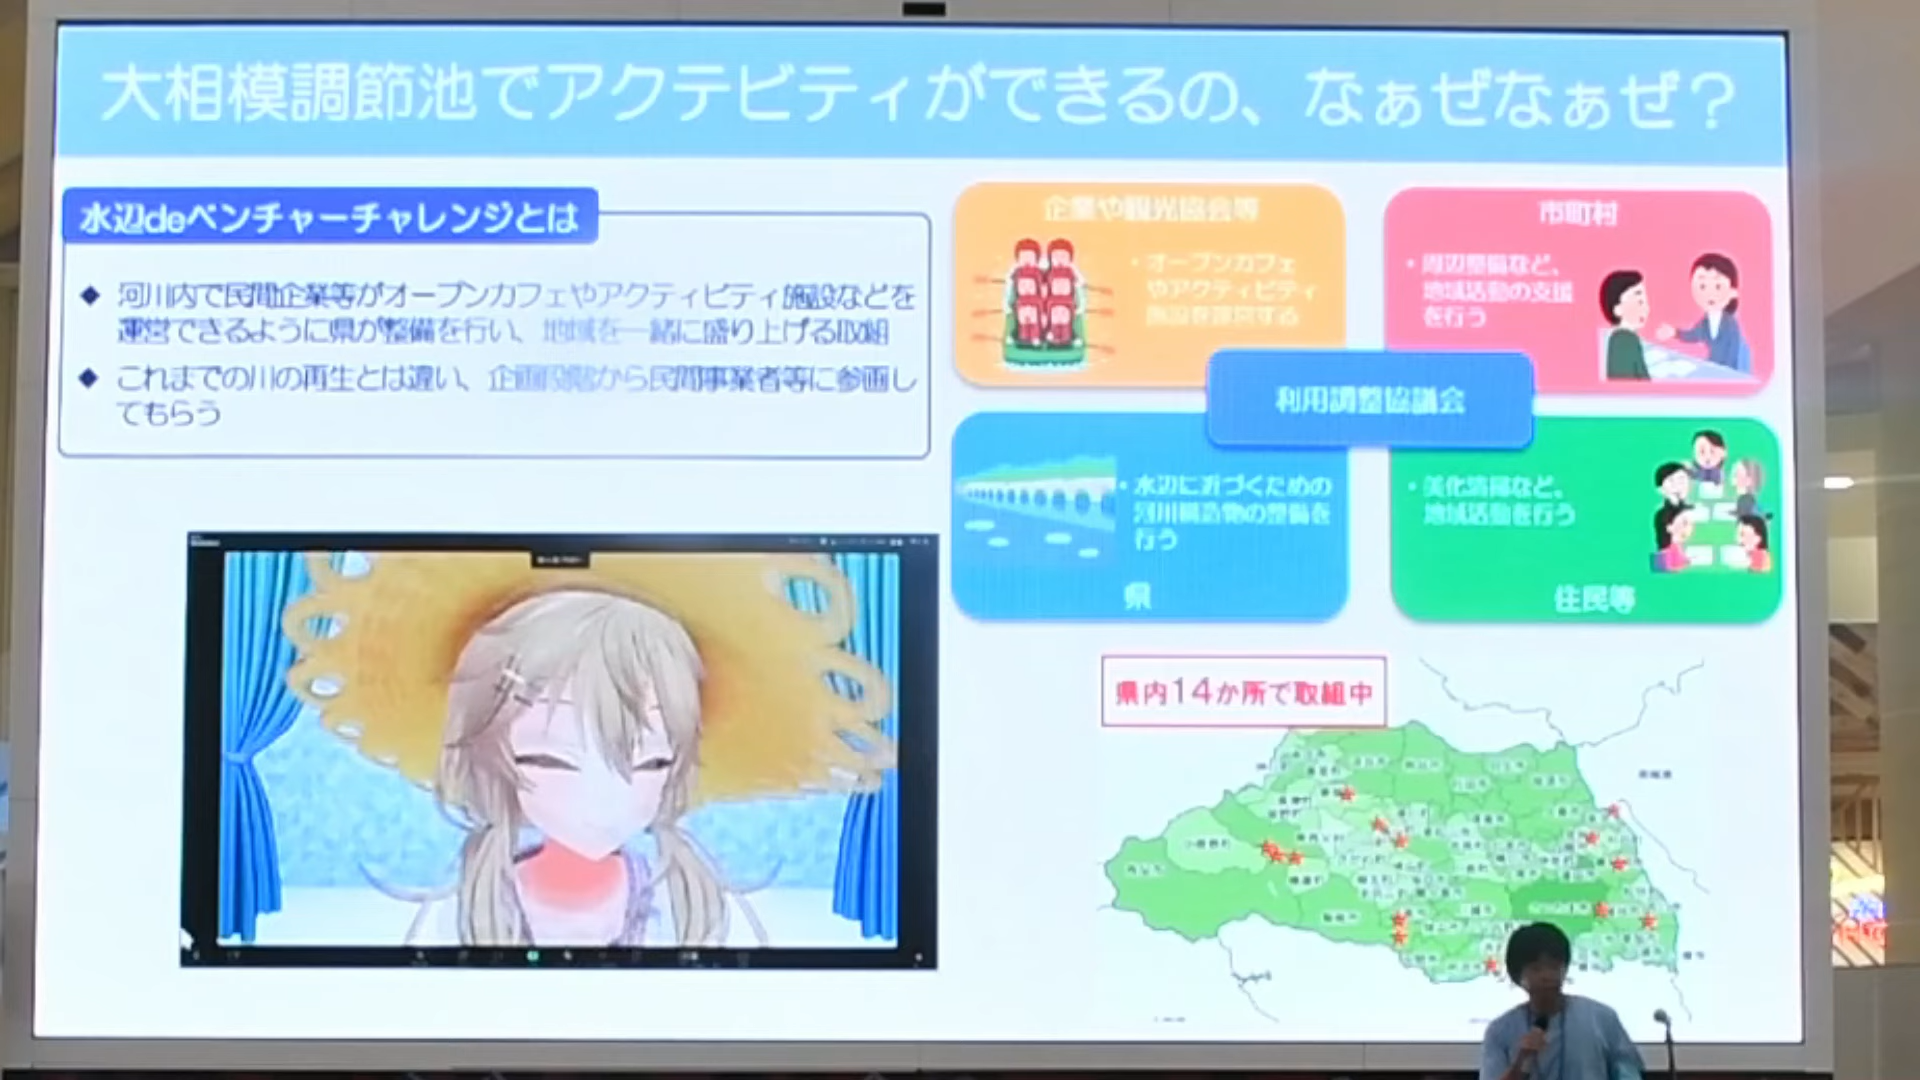 大相模調節池でアクテビティができるの、なぁぜなぁぜ？
水辺deベンチャーチャレンジとは
◆ 河川内で民間企業等がオープンカフェやアクティビティ施設などを
運営できるように県が整備を行い、地域を一緒に盛り上げる取組
◆ これまでの川の再生とは違い、企画段階から民間事業者等に参画し
てもらう
企業や観光協会等
・オープンカフェ
やアクティビティ
施設を運営する
市町村
・周辺整備など、
地域活動の支援
を行う
利用調整協議会
・水辺に近づくための
河川構造物の整備を
行う
県
・美化清掃など、
地域活動を行う
住民等
県内14か所で取組中